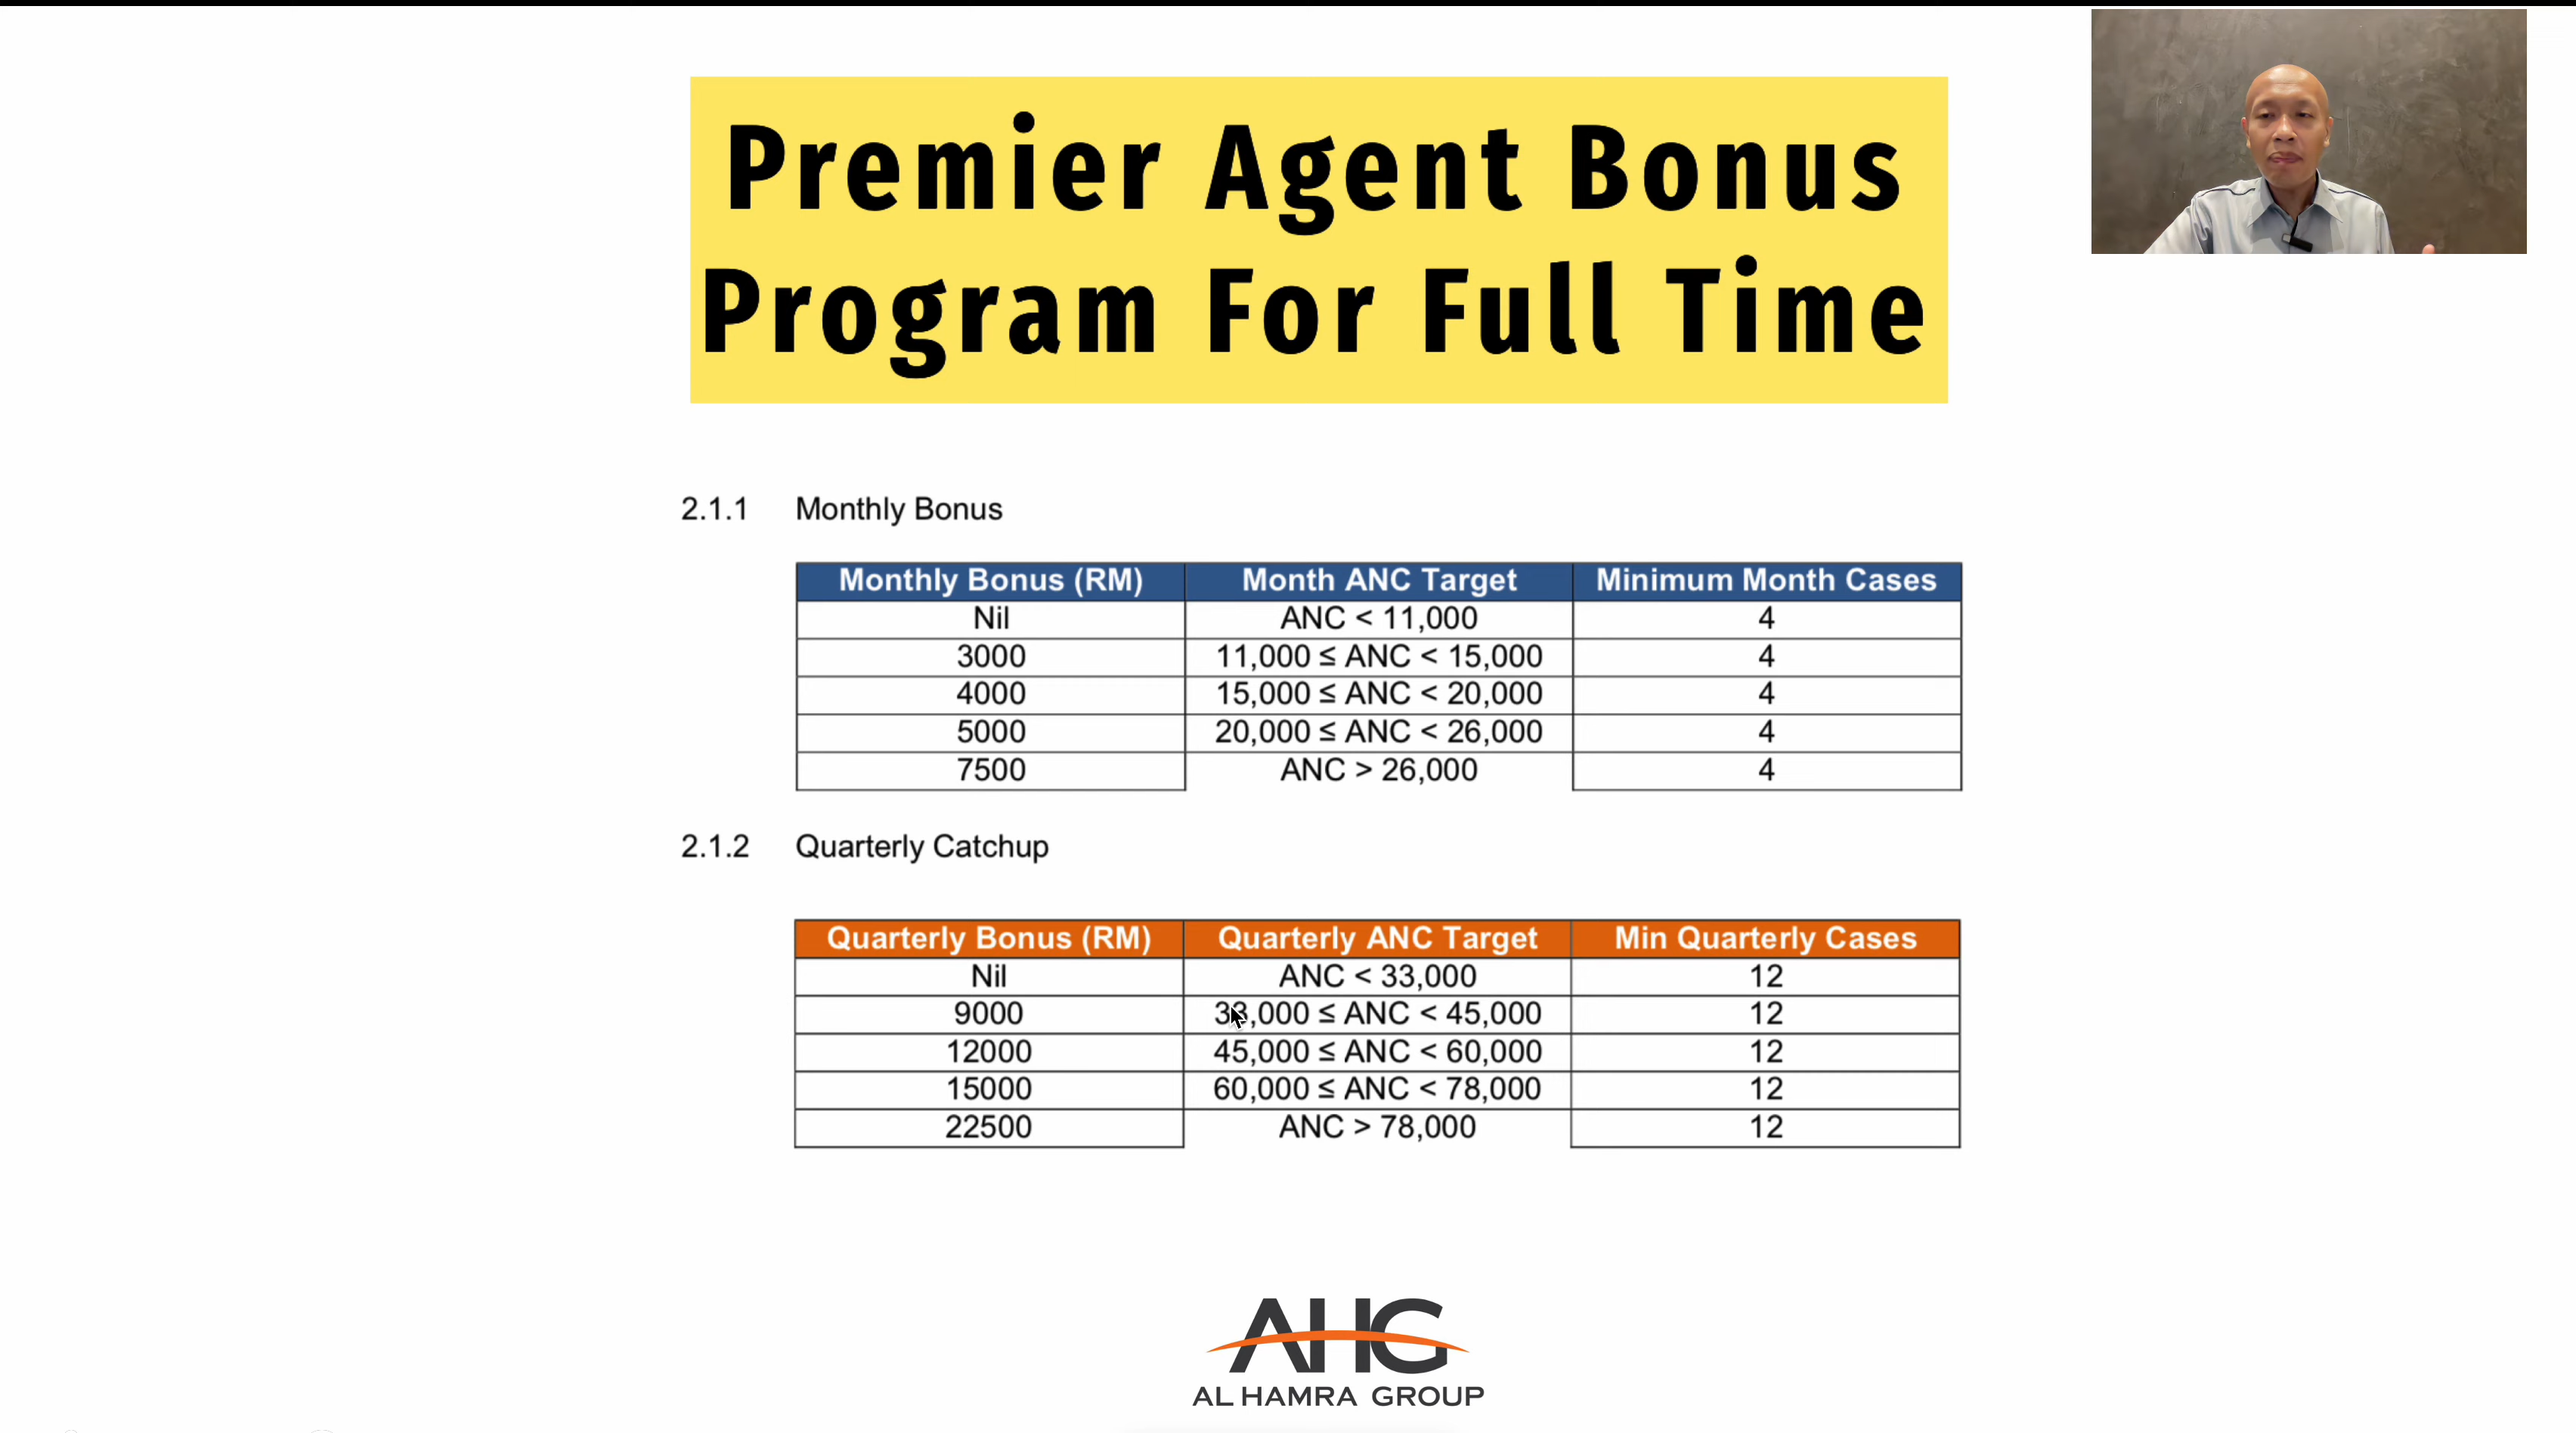 Premier Agent Bonus
Program For Full Time
2.1.1 Monthly Bonus
Monthly Bonus (RM) Month ANC Target Minimum Month Cases
Nil ANC < 11,000 4
3000 11,000 ≤ ANC < 15,000 4
4000 15,000 ≤ ANC < 20,000 4
5000 20,000 ≤ ANC < 26,000 4
7500 ANC > 26,000 4
2.1.2 Quarterly Catchup
Quarterly Bonus (RM) Quarterly ANC Target Min Quarterly Cases
Nil ANC < 33,000 12
9000 33,000 ≤ ANC < 45,000 12
12000 45,000 ≤ ANC < 60,000 12
15000 60,000 ≤ ANC < 78,000 12
22500 ANC > 78,000 12
AHG
AL HAMRA GROUP